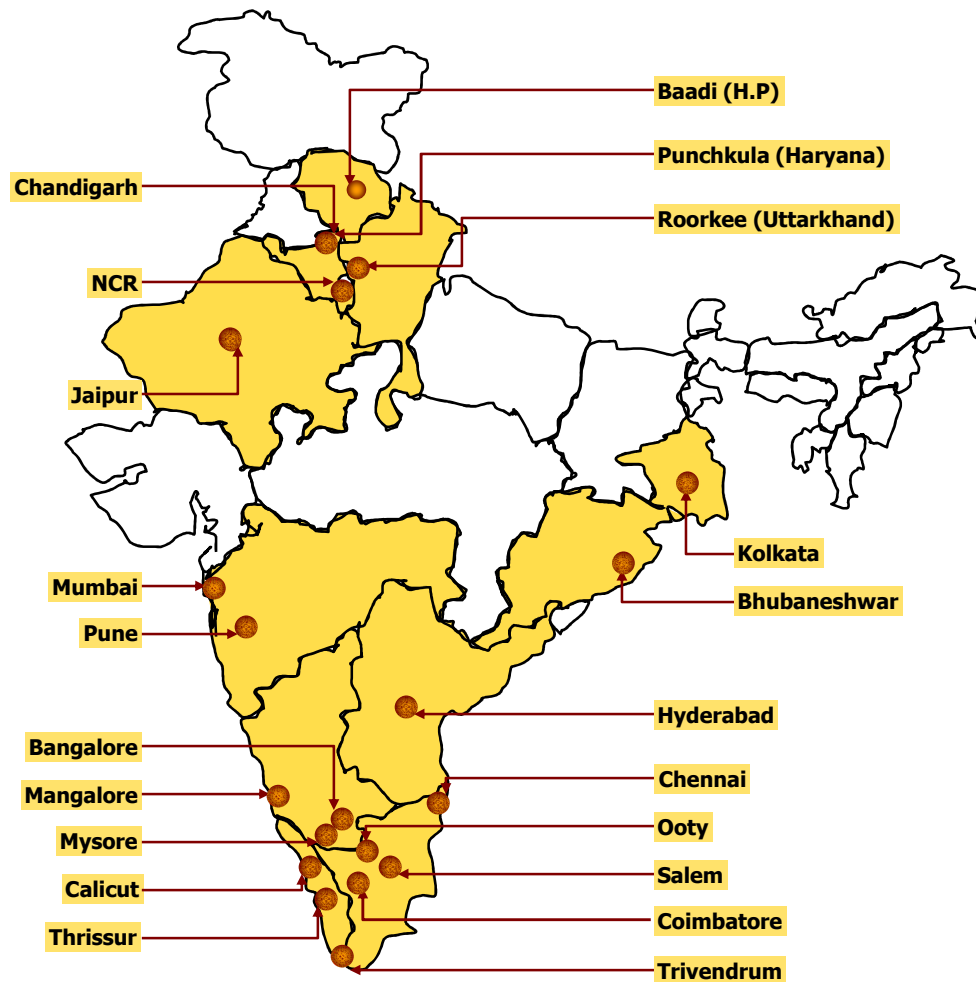 Baadi (H.P)
Punchkula (Haryana)
Chandigarh
Roorkee (Uttarkhand)
NCR
Jaipur
Kolkata
Mumbai
Bhubaneshwar
Pune
Hyderabad
Bangalore
Chennai
Mangalore
Ooty
Mysore
Salem
Calicut
Coimbatore
Thrissur
Trivendrum